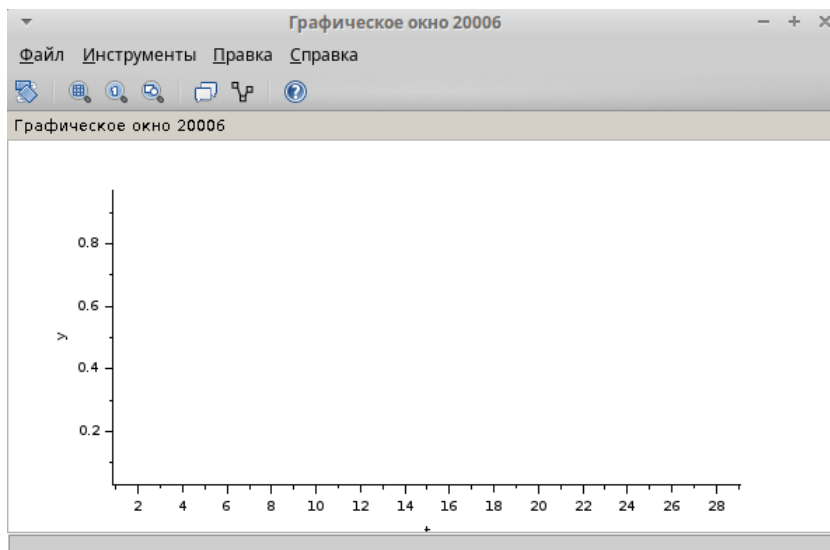 Графическое окно 20006
Файл Инструменты Правка Справка
Графическое окно 20006
0.8
0.6
y
0.4
0.2
2 4 6 8 10 12 14 16 18 20 22 24 26 28
t